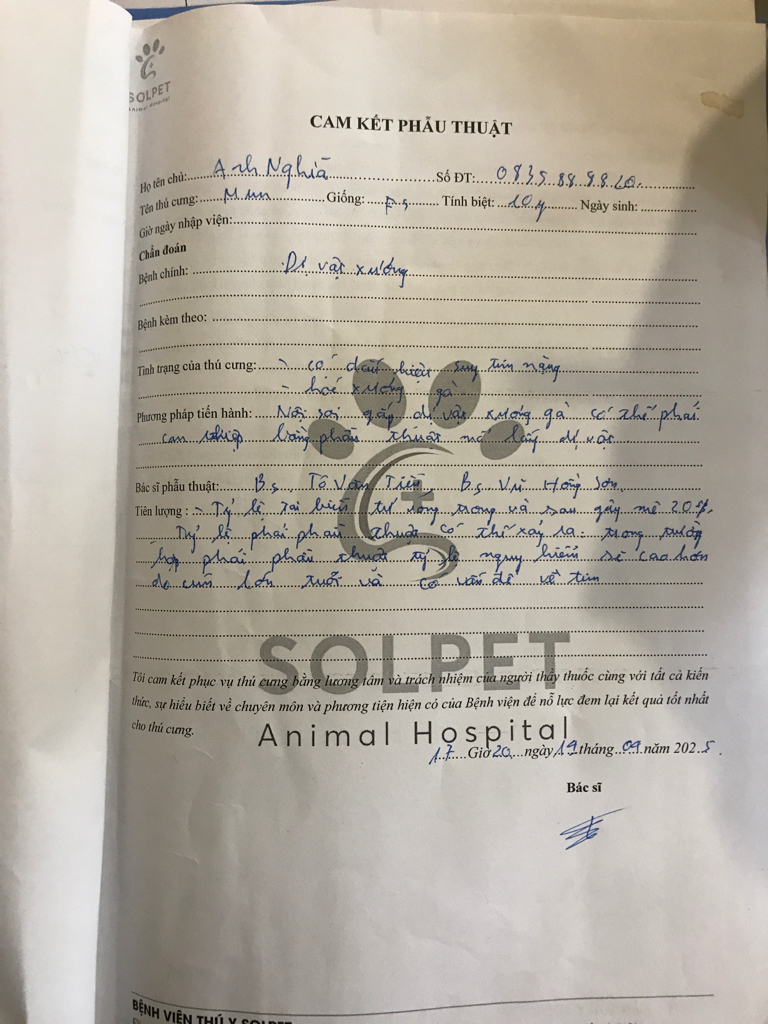 SOLPET
Animal Hospital
CAM KẾT PHẪU THUẬT
Họ tên chủ: Anh Nghĩa Số ĐT: 0835 88 98 20.
Tên thú cưng: Mun Giống: Ps Tính biệt: 10y Ngày sinh:
Giờ ngày nhập viện:
Chẩn đoán
Bệnh chính: Dị vật xương
Bệnh kèm theo:
Tình trạng của thú cưng: - có dấu hiệu suy tim nặng
- hóc xương gà
Phương pháp tiến hành: Nội soi gắp dị vật xương gà có thể phải
can thiệp bằng phẫu thuật mổ lấy dị vật
Bác sĩ phẫu thuật: Bs Tô Văn Tiến, Bs Vũ Hồng Sơn
Tiên lượng: - Tỷ lệ tai biến tử vong trong và sau gây mê 20%.
Tỷ lệ phải phẫu thuật có thể xảy ra. trong trường
hợp phải phẫu thuật tỷ lệ nguy hiểm sẽ cao hơn
do cún lớn tuổi và có vấn đề về tim
SOLPET
Tôi cam kết phục vụ thú cưng bằng lương tâm và trách nhiệm của người thầy thuốc cùng với tất cả kiến
thức, sự hiểu biết về chuyên môn và phương tiện hiện có của Bệnh viện để nỗ lực đem lại kết quả tốt nhất
cho thú cưng.
Animal Hospital
17 Giờ 20 ngày 19 tháng 09 năm 2025.
Bác sĩ
BỆNH VIỆN THÚ Y SOLPET